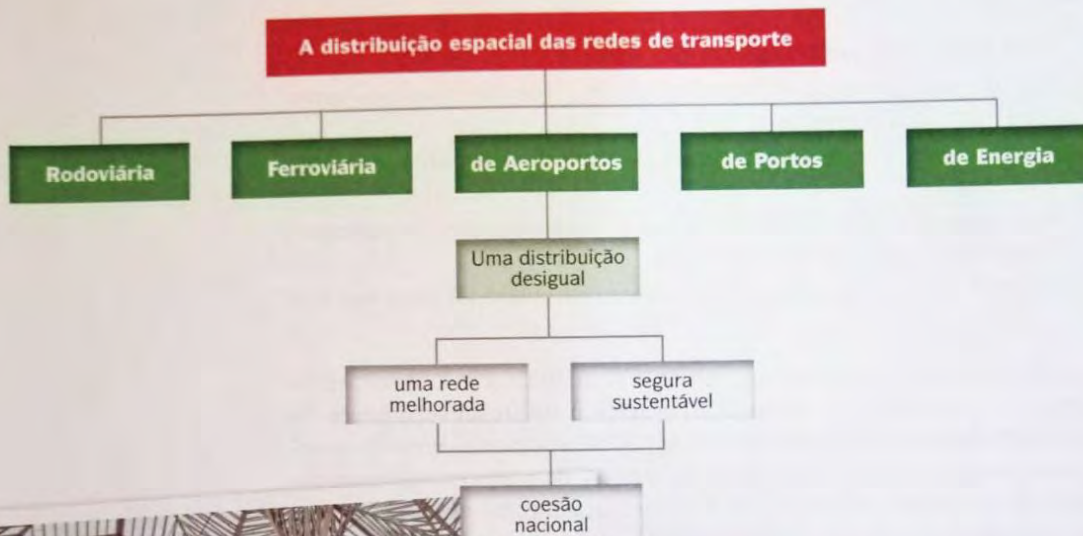 A distribuição espacial das redes de transporte
Rodoviária
Ferroviária
de Aeroportos
de Portos
de Energia
Uma distribuição
desigual
uma rede
melhorada
segura
sustentável
coesão
nacional